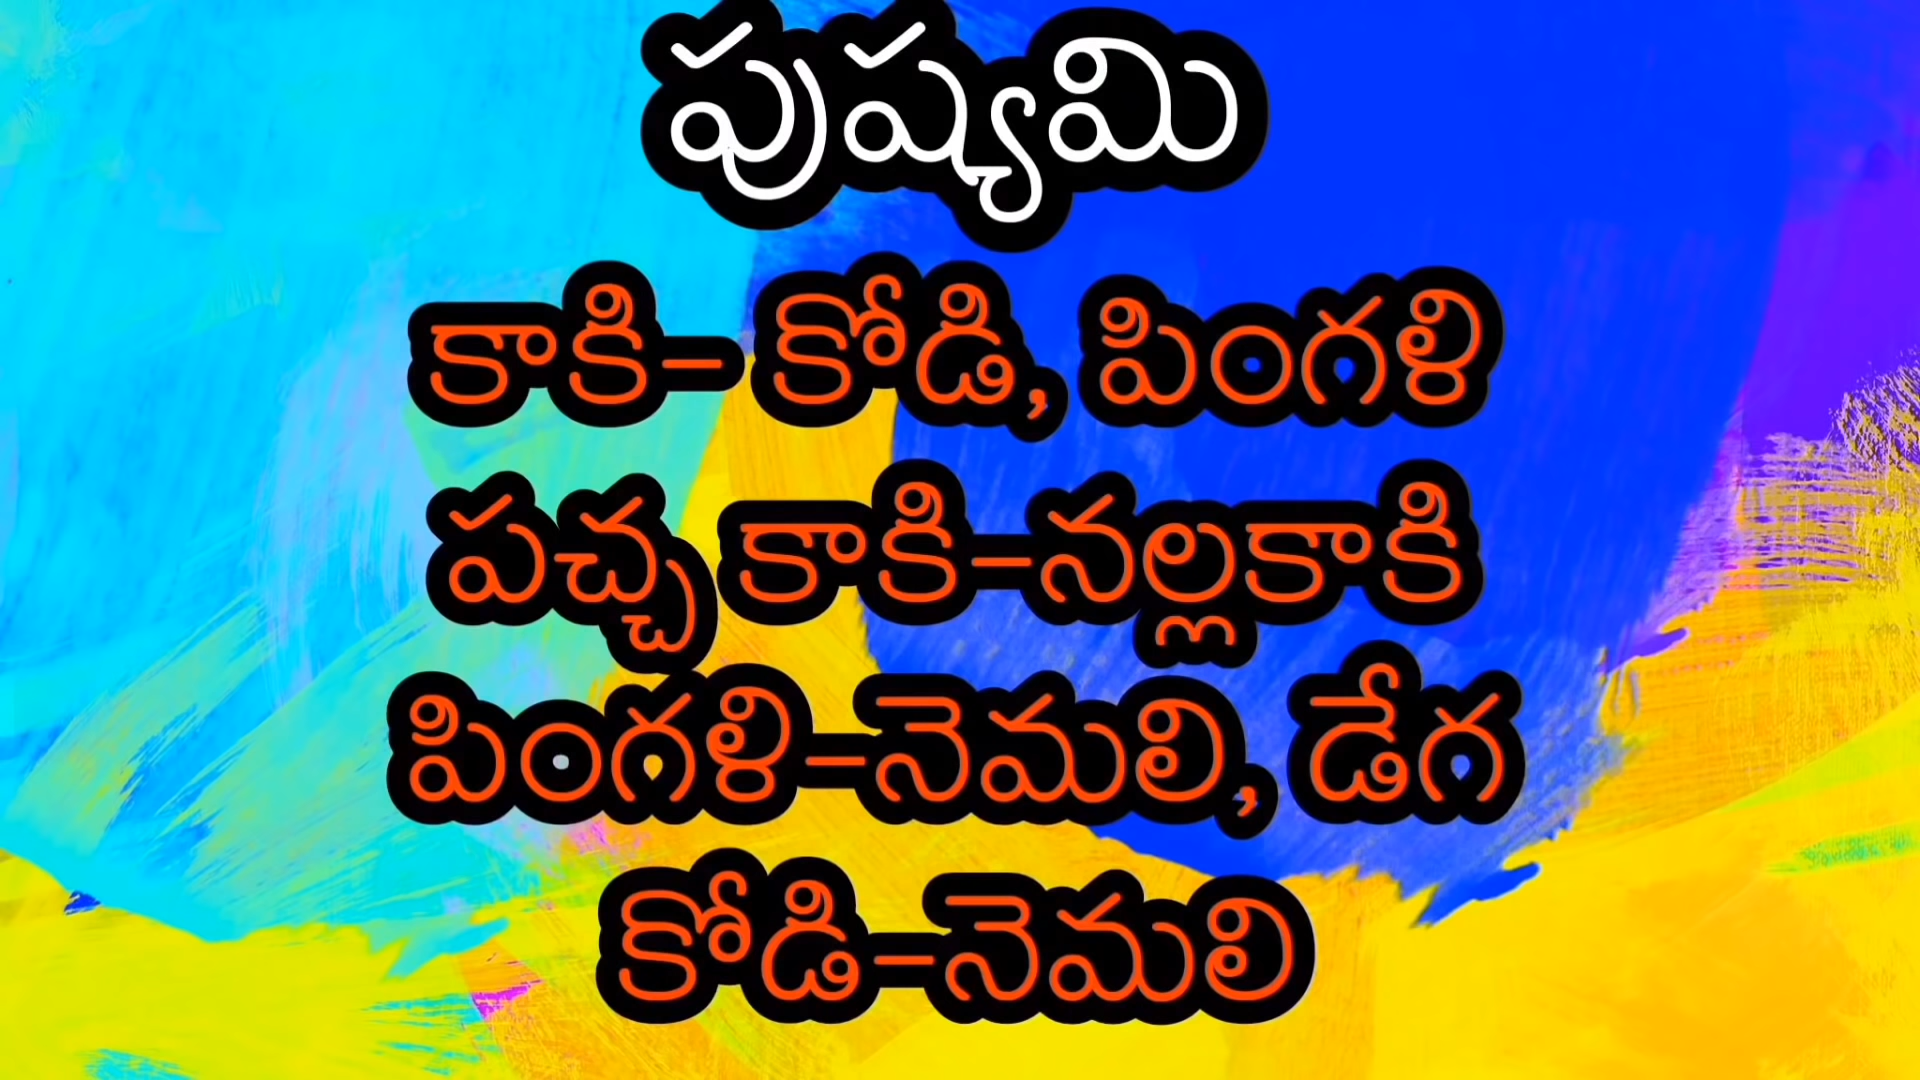 పుష్యమి
కాకి- కోడి, పింగళి
పచ్చ కాకి-నల్లకాకి
పింగళి-నెమలి, డేగ
కోడి-నెమలి